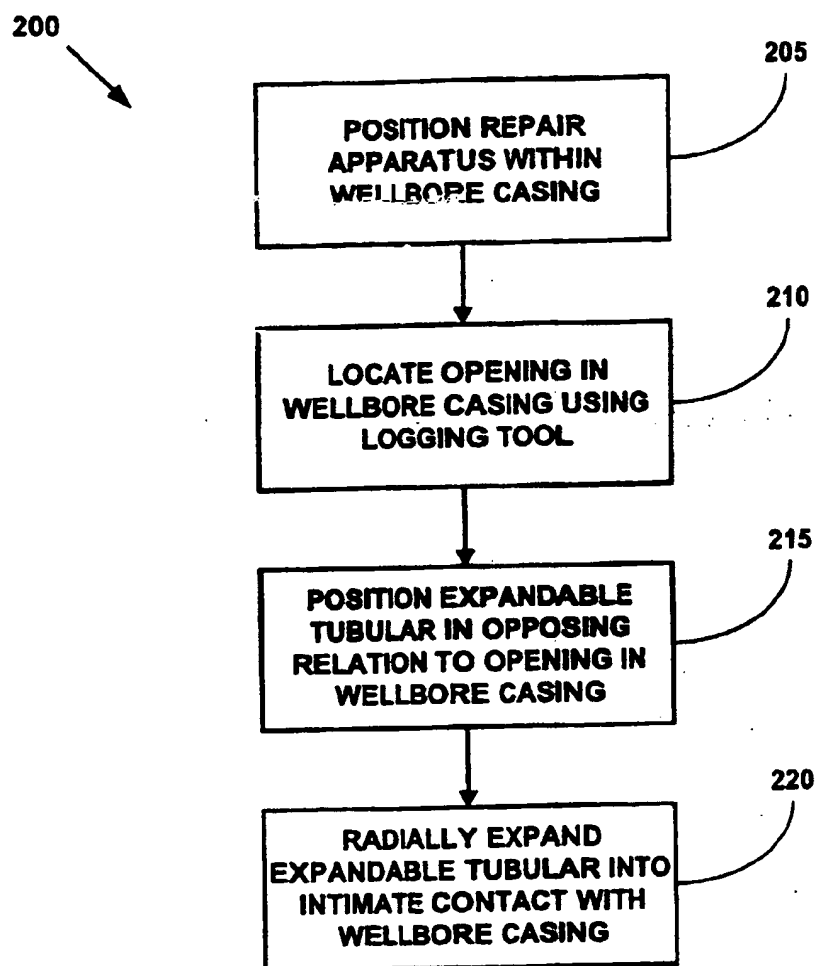 200
205
POSITION REPAIR
APPARATUS WITHIN
WELLBORE CASING
210
LOCATE OPENING IN
WELLBORE CASING USING
LOGGING TOOL
215
POSITION EXPANDABLE
TUBULAR IN OPPOSING
RELATION TO OPENING IN
WELLBORE CASING
220
RADIALLY EXPAND
EXPANDABLE TUBULAR INTO
INTIMATE CONTACT WITH
WELLBORE CASING